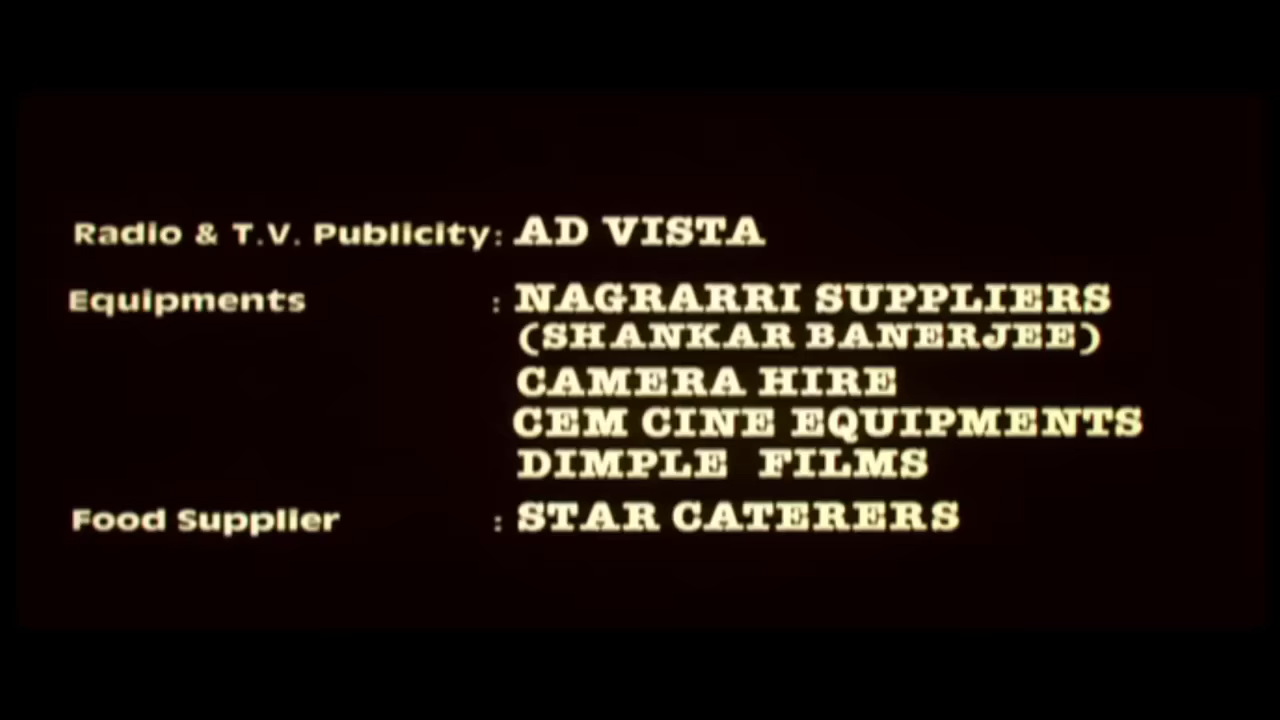 Radio & T.V. Publicity: AD VISTA
Equipments : NAGRARRI SUPPLIERS
(SHANKAR BANERJEE)
CAMERA HIRE
CEM CINE EQUIPMENTS
DIMPLE FILMS
Food Supplier : STAR CATERERS